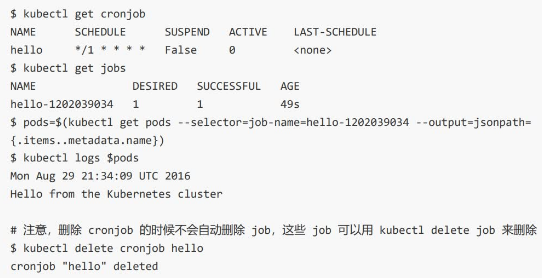 $ kubectl get cronjob
NAME      SCHEDULE      SUSPEND   ACTIVE    LAST-SCHEDULE
hello     */1 * * * *   False     0         <none>
$ kubectl get jobs
NAME               DESIRED   SUCCESSFUL   AGE
hello-1202039034   1         1            49s
$ pods=$(kubectl get pods --selector=job-name=hello-1202039034 --output=jsonpath=
{.items..metadata.name})
$ kubectl logs $pods
Mon Aug 29 21:34:09 UTC 2016
Hello from the Kubernetes cluster
# 注意，删除 cronjob 的时候不会自动删除 job，这些 job 可以用 kubectl delete job 来删除
$ kubectl delete cronjob hello
cronjob "hello" deleted